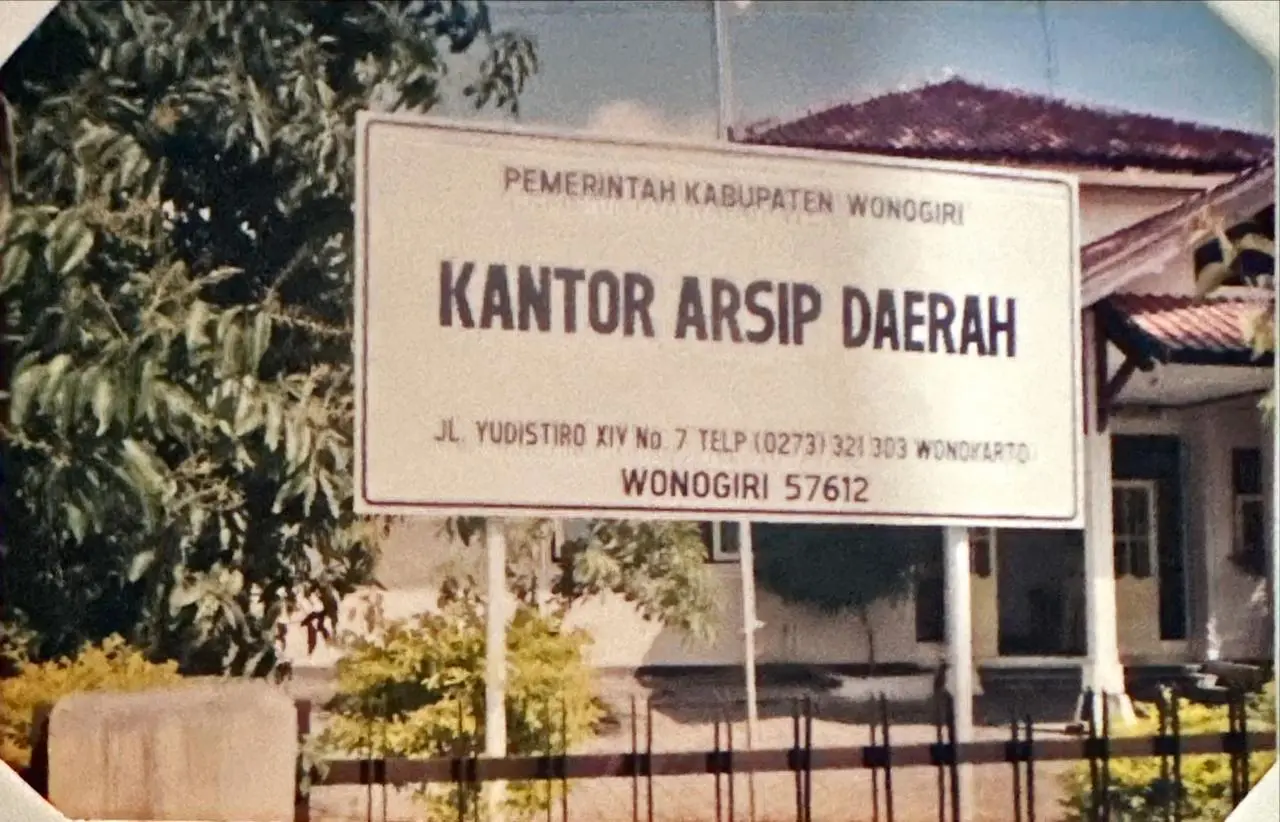 PEMERINTAH KABUPATEN WONOGIRI
KANTOR ARSIP DAERAH
JL. YUDISTIRO XIV No. 7 TELP (0273) 321 303 WONOKARTO
WONOGIRI 57612